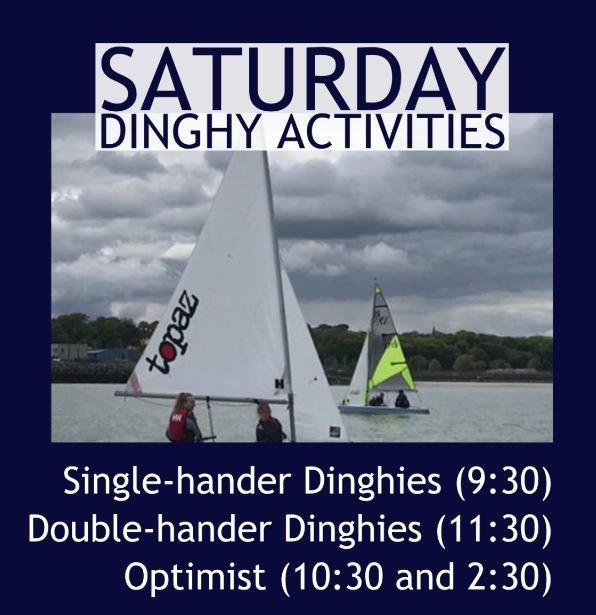 SATURDAY
DINGHY ACTIVITIES
topaz
HH
Single-hander Dinghies (9:30)
Double-hander Dinghies (11:30)
Optimist (10:30 and 2:30)